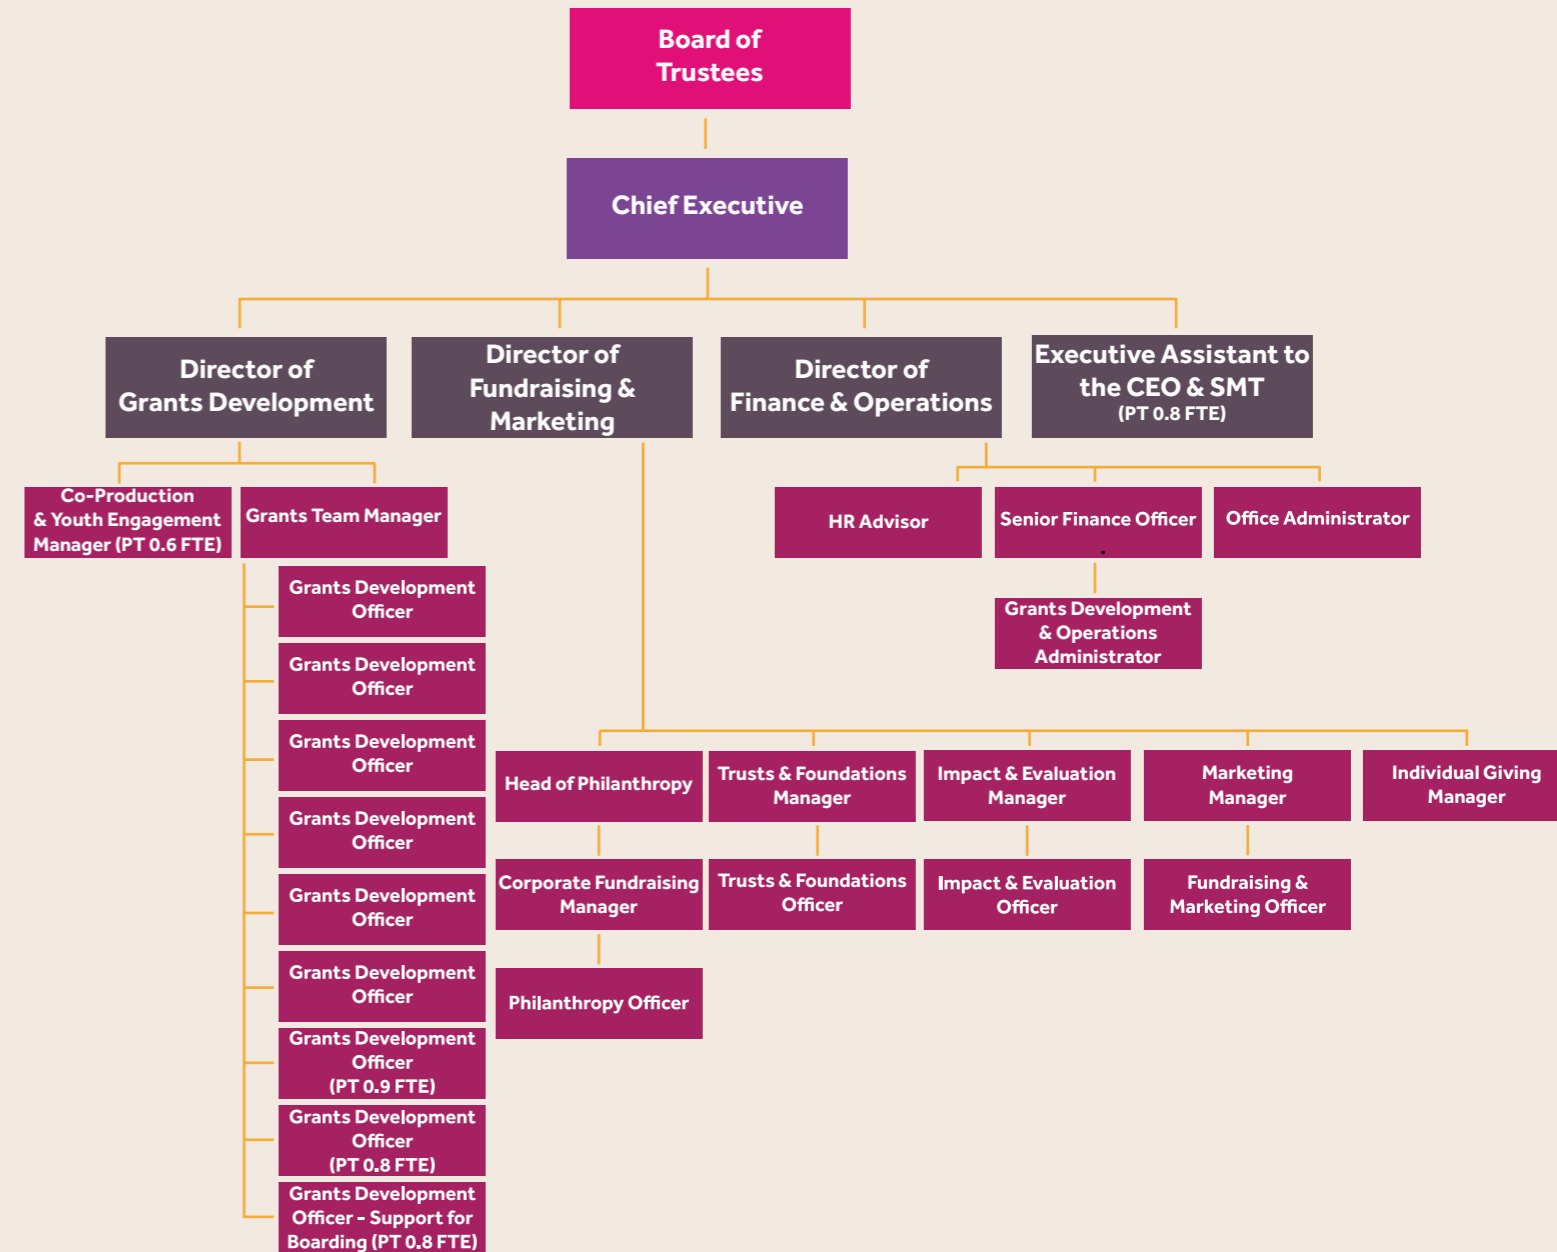 Board of
Trustees
Chief Executive
Director of
Grants Development
Director of
Fundraising &
Marketing
Director of
Finance & Operations
Executive Assistant to
the CEO & SMT
(PT 0.8 FTE)
Co-Production
& Youth Engagement
Manager (PT 0.6 FTE)
Grants Team Manager
HR Advisor
Senior Finance Officer
.
Office Administrator
Grants Development
& Operations
Administrator
Grants Development
Officer
Grants Development
Officer
Grants Development
Officer
Grants Development
Officer
Grants Development
Officer
Grants Development
Officer
Grants Development
Officer
(PT 0.9 FTE)
Grants Development
Officer
(PT 0.8 FTE)
Grants Development
Officer - Support for
Boarding (PT 0.8 FTE)
Head of Philanthropy
Trusts & Foundations
Manager
Impact & Evaluation
Manager
Marketing
Manager
Individual Giving
Manager
Corporate Fundraising
Manager
Trusts & Foundations
Officer
Impact & Evaluation
Officer
Fundraising &
Marketing Officer
Philanthropy Officer